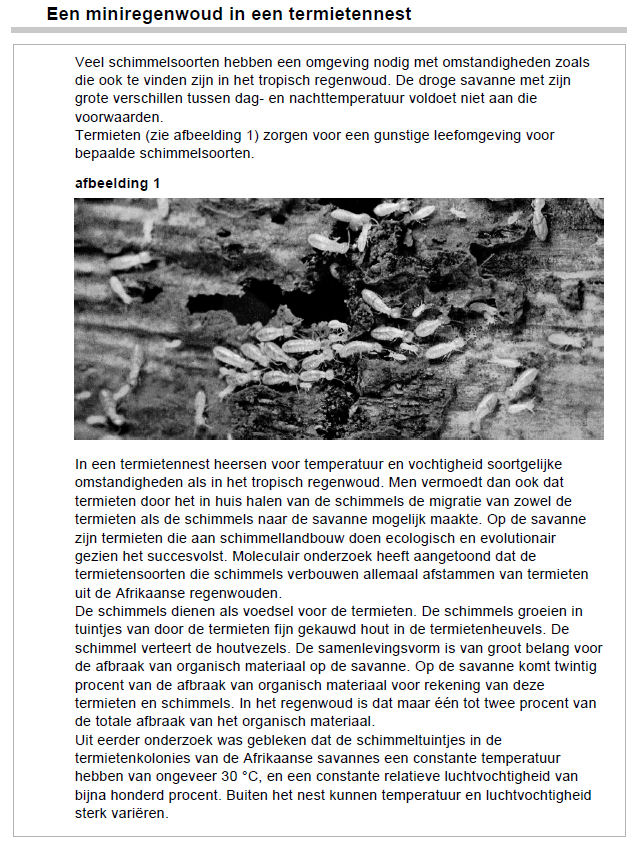 Een miniregenwoud in een termietennest
Veel schimmelsoorten hebben een omgeving nodig met omstandigheden zoals
die ook te vinden zijn in het tropisch regenwoud. De droge savanne met zijn
grote verschillen tussen dag- en nachttemperatuur voldoet niet aan die
voorwaarden.
Termieten (zie afbeelding 1) zorgen voor een gunstige leefomgeving voor
bepaalde schimmelsoorten.
afbeelding 1
In een termietennest heersen voor temperatuur en vochtigheid soortgelijke
omstandigheden als in het tropisch regenwoud. Men vermoedt dan ook dat
termieten door het in huis halen van de schimmels de migratie van zowel de
termieten als de schimmels naar de savanne mogelijk maakte. Op de savanne
zijn termieten die aan schimmellandbouw doen ecologisch en evolutionair
gezien het succesvolst. Moleculair onderzoek heeft aangetoond dat de
termietensoorten die schimmels verbouwen allemaal afstammen van termieten
uit de Afrikaanse regenwouden.
De schimmels dienen als voedsel voor de termieten. De schimmels groeien in
tuintjes van door de termieten fijn gekauwd hout in de termietenheuvels. De
schimmel verteert de houtvezels. De samenlevingsvorm is van groot belang voor
de afbraak van organisch materiaal op de savanne. Op de savanne komt twintig
procent van de afbraak van organisch materiaal voor rekening van deze
termieten en schimmels. In het regenwoud is dat maar één tot twee procent van
de totale afbraak van het organisch materiaal.
Uit eerder onderzoek was gebleken dat de schimmeltuintjes in de
termietenkolonies van de Afrikaanse savannes een constante temperatuur
hebben van ongeveer 30 °C, en een constante relatieve luchtvochtigheid van
bijna honderd procent. Buiten het nest kunnen temperatuur en luchtvochtigheid
sterk variëren.